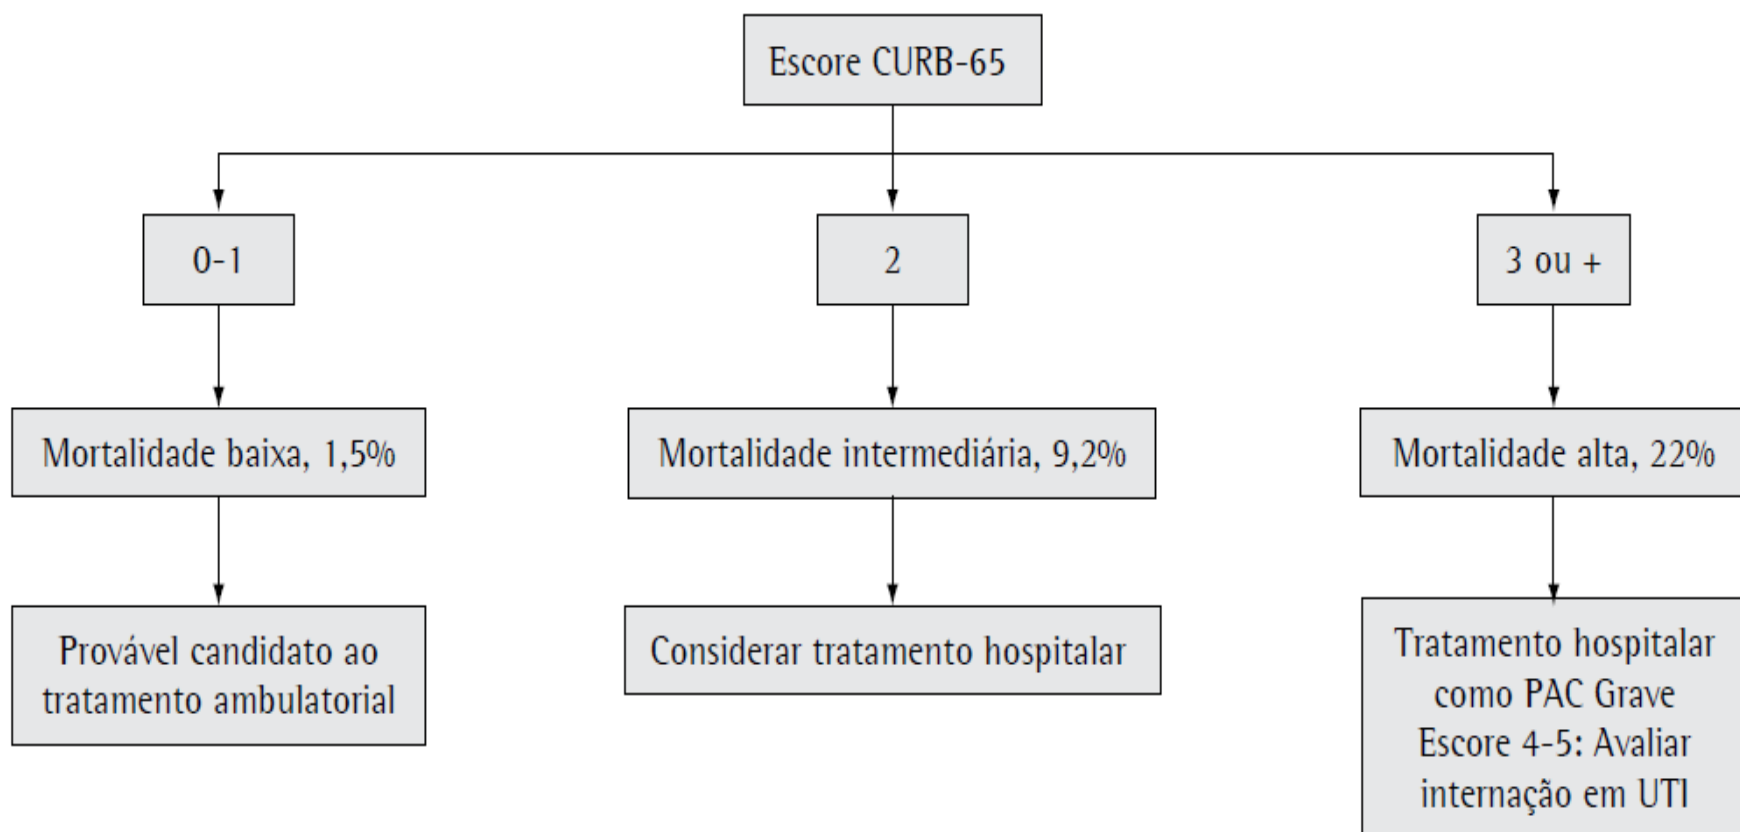 Escore CURB-65
0-1
2
3 ou +
Mortalidade baixa, 1,5%
Mortalidade intermediária, 9,2%
Mortalidade alta, 22%
Provável candidato ao
tratamento ambulatorial
Considerar tratamento hospitalar
Tratamento hospitalar
como PAC Grave
Escore 4-5: Avaliar
internação em UTI